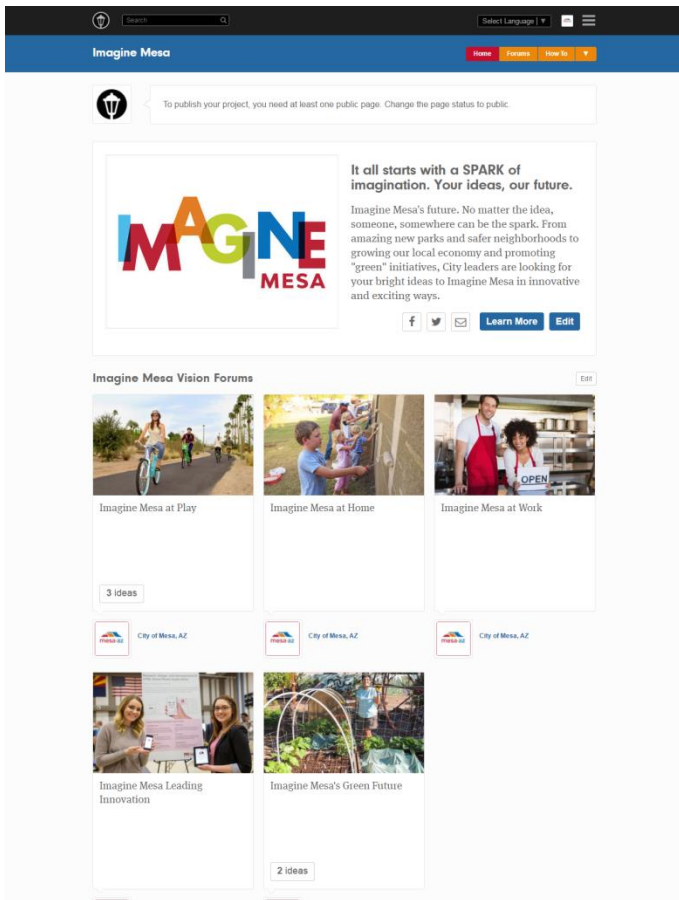 Search
Select Language | ▼
Imagine Mesa
Home Forums How To ▼
To publish your project, you need at least one public page. Change the page status to public.
IMAGINE
MESA
It all starts with a SPARK of
imagination. Your ideas, our future.
Imagine Mesa's future. No matter the idea,
someone, somewhere can be the spark. From
amazing new parks and safer neighborhoods to
growing our local economy and promoting
"green" initiatives, City leaders are looking for
your bright ideas to Imagine Mesa in innovative
and exciting ways.
Learn More Edit
Imagine Mesa Vision Forums
Edit
OPEN
Imagine Mesa at Play
Imagine Mesa at Home
Imagine Mesa at Work
3 ideas
mesa·az City of Mesa, AZ
mesa·az City of Mesa, AZ
mesa·az City of Mesa, AZ
Imagine Mesa Leading
Innovation
Imagine Mesa's Green Future
2 ideas